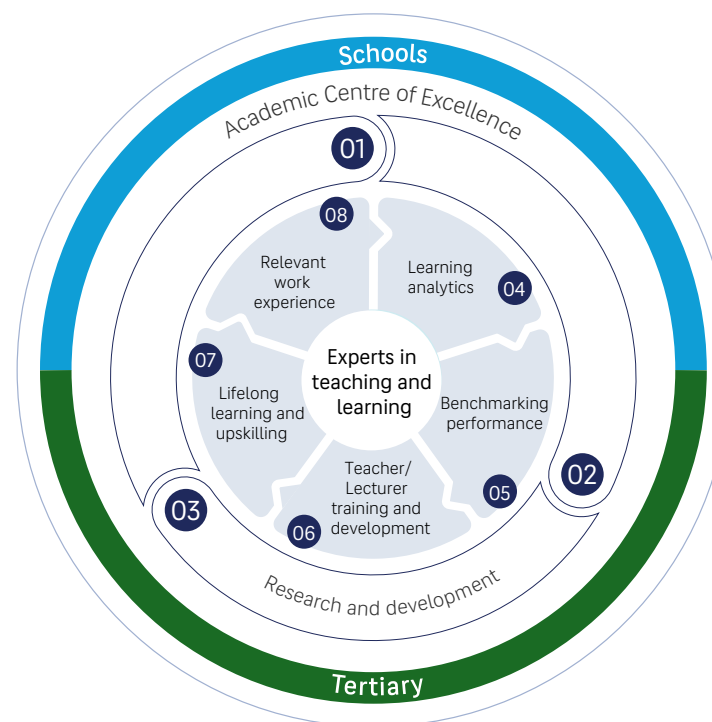 Schools
Academic Centre of Excellence
01
08
Relevant
work
experience
Learning
analytics
04
07
Experts in
teaching and
learning
Lifelong
learning and
upskilling
Benchmarking
performance
02
03
Teacher/
Lecturer
training and
development
05
06
Research and development
Tertiary